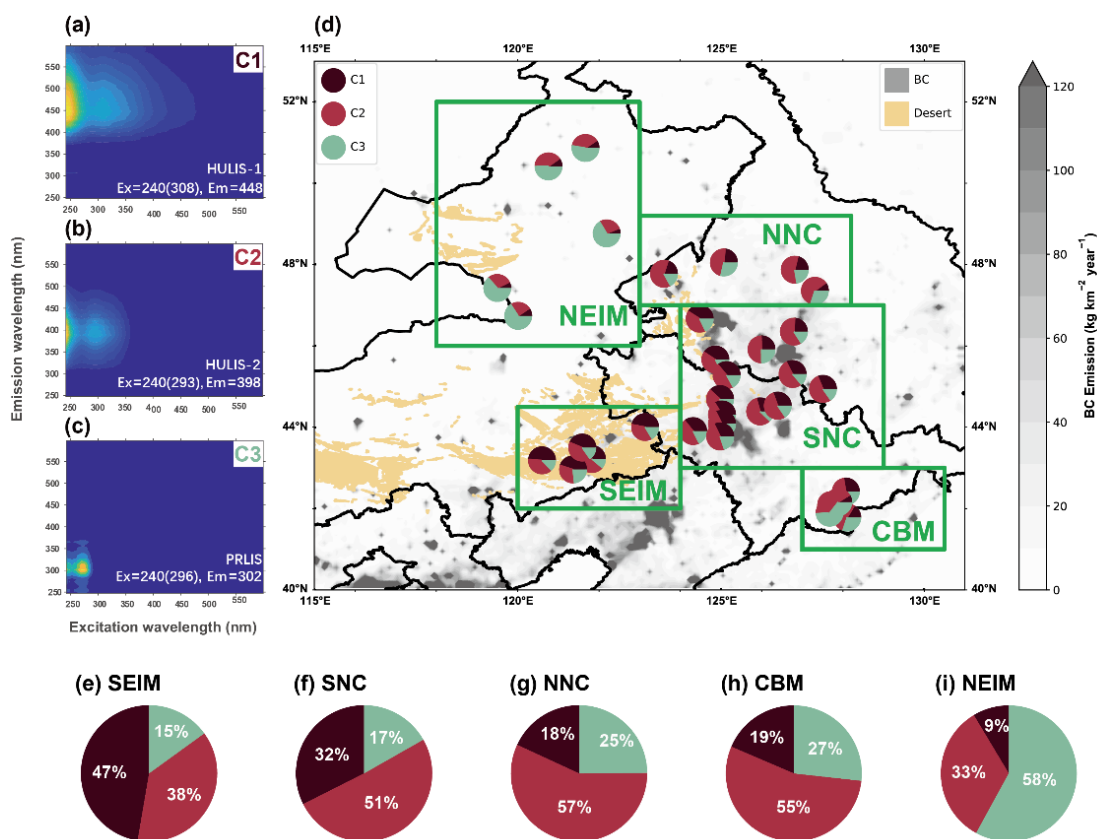 (a)
C1
HULIS-1
Ex=240(308), Em=448
550
500
450
400
350
300
250
250 300 350 400 450 500 550
(b)
C2
HULIS-2
Ex=240(293), Em=398
550
500
450
400
350
300
250
250 300 350 400 450 500 550
(c)
C3
PRLIS
Ex=240(296), Em=302
550
500
450
400
350
300
250
250 300 350 400 450 500 550
Emission wavelength (nm)
Excitation wavelength (nm)
(d)
115°E 120°E 125°E 130°E
C1
C2
C3
BC
Desert
52°N 52°N
48°N 48°N
44°N 44°N
40°N 40°N
NNC
NEIM
SNC
SEIM
CBM
115°E 120°E 125°E 130°E
120
100
80
60
40
20
0
BC Emission (kg km⁻² year⁻¹)
(e) SEIM
15%
47%
38%
(f) SNC
17%
32%
51%
(g) NNC
18%
25%
57%
(h) CBM
19%
27%
55%
(i) NEIM
9%
33%
58%